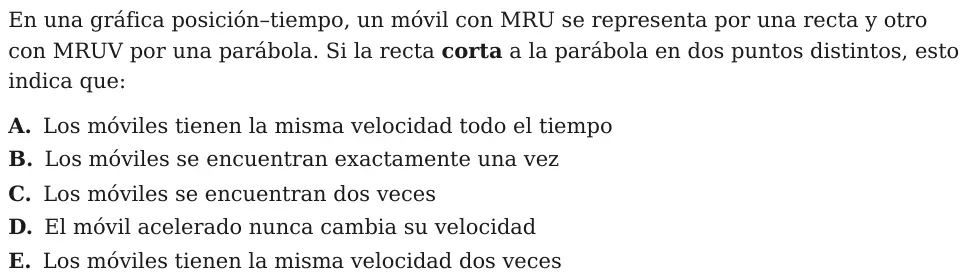 En una gráfica posición–tiempo, un móvil con MRU se representa por una recta y otro
con MRUV por una parábola. Si la recta corta a la parábola en dos puntos distintos, esto
indica que:
A. Los móviles tienen la misma velocidad todo el tiempo
B. Los móviles se encuentran exactamente una vez
C. Los móviles se encuentran dos veces
D. El móvil acelerado nunca cambia su velocidad
E. Los móviles tienen la misma velocidad dos veces